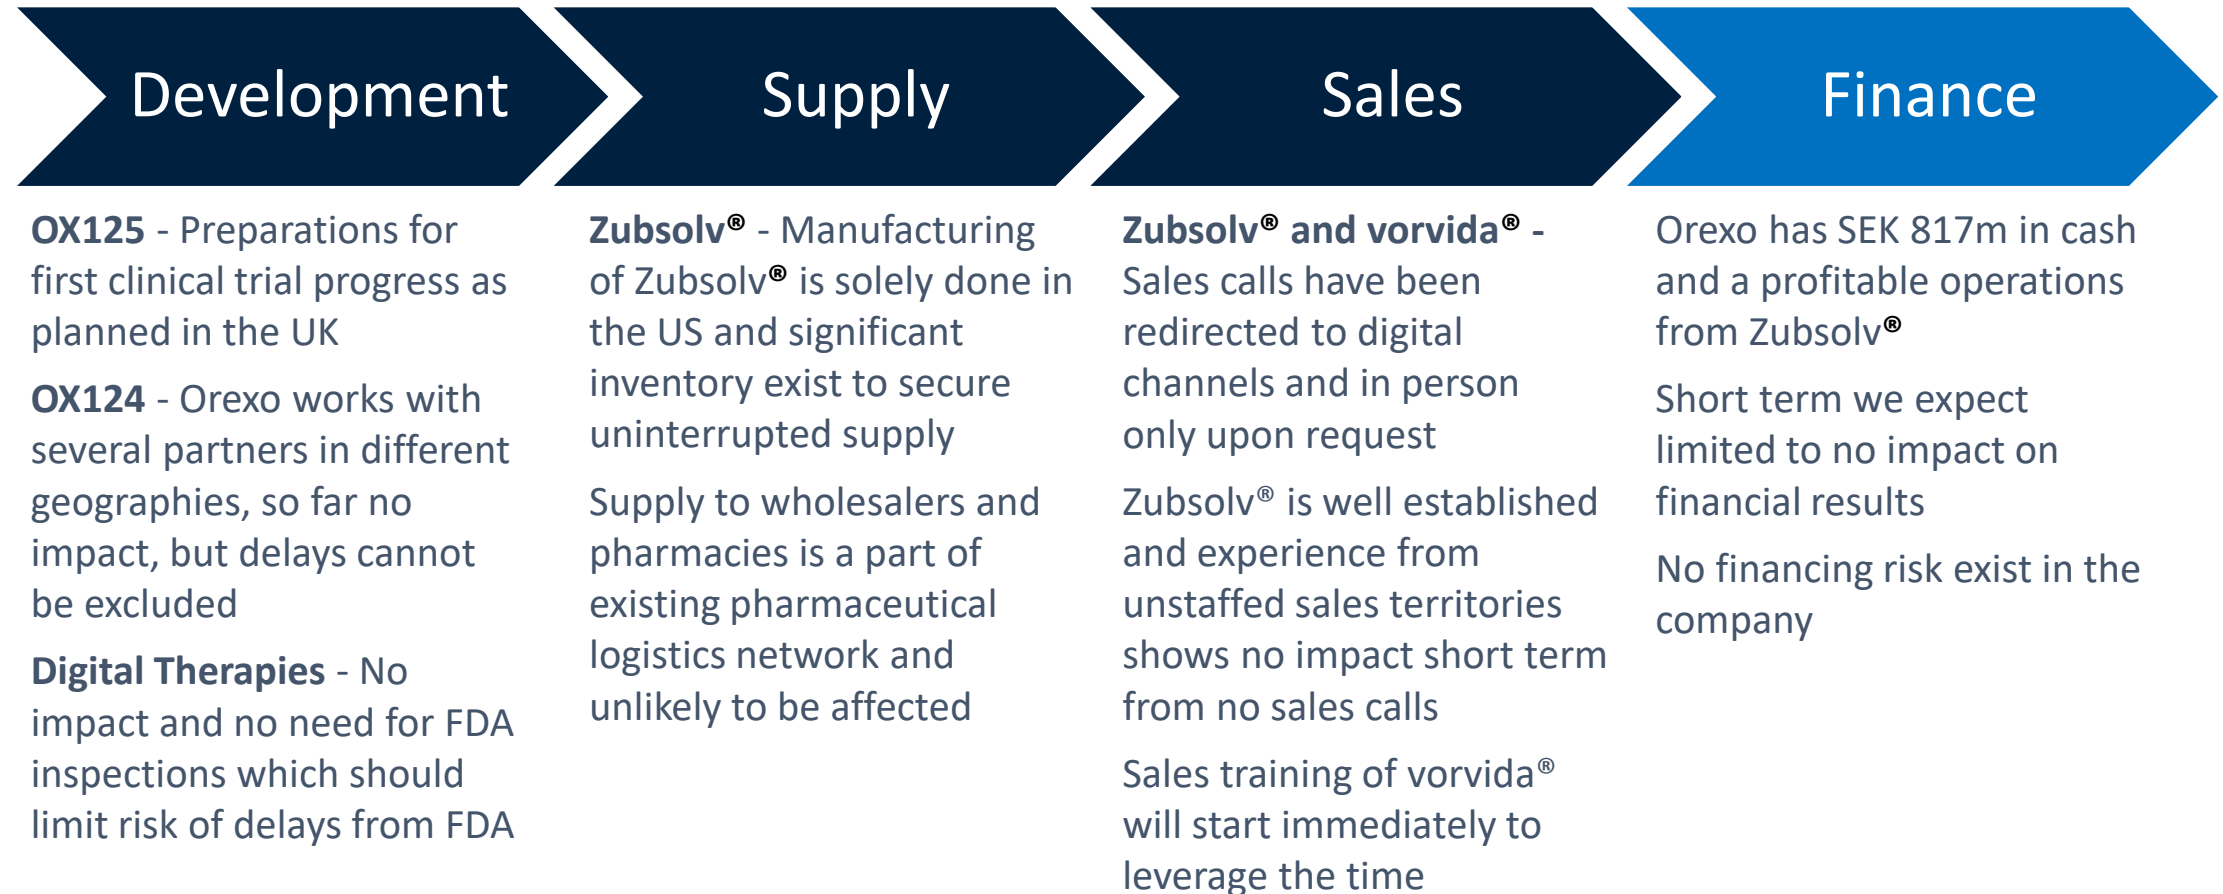 Development
Supply
Sales
Finance
OX125 - Preparations for
first clinical trial progress as
planned in the UK
OX124 - Orexo works with
several partners in different
geographies, so far no
impact, but delays cannot
be excluded
Digital Therapies - No
impact and no need for FDA
inspections which should
limit risk of delays from FDA
Zubsolv® - Manufacturing
of Zubsolv® is solely done in
the US and significant
inventory exist to secure
uninterrupted supply
Supply to wholesalers and
pharmacies is a part of
existing pharmaceutical
logistics network and
unlikely to be affected
Zubsolv® and vorvida® -
Sales calls have been
redirected to digital
channels and in person
only upon request
Zubsolv® is well established
and experience from
unstaffed sales territories
shows no impact short term
from no sales calls
Sales training of vorvida®
will start immediately to
leverage the time
Orexo has SEK 817m in cash
and a profitable operations
from Zubsolv®
Short term we expect
limited to no impact on
financial results
No financing risk exist in the
company